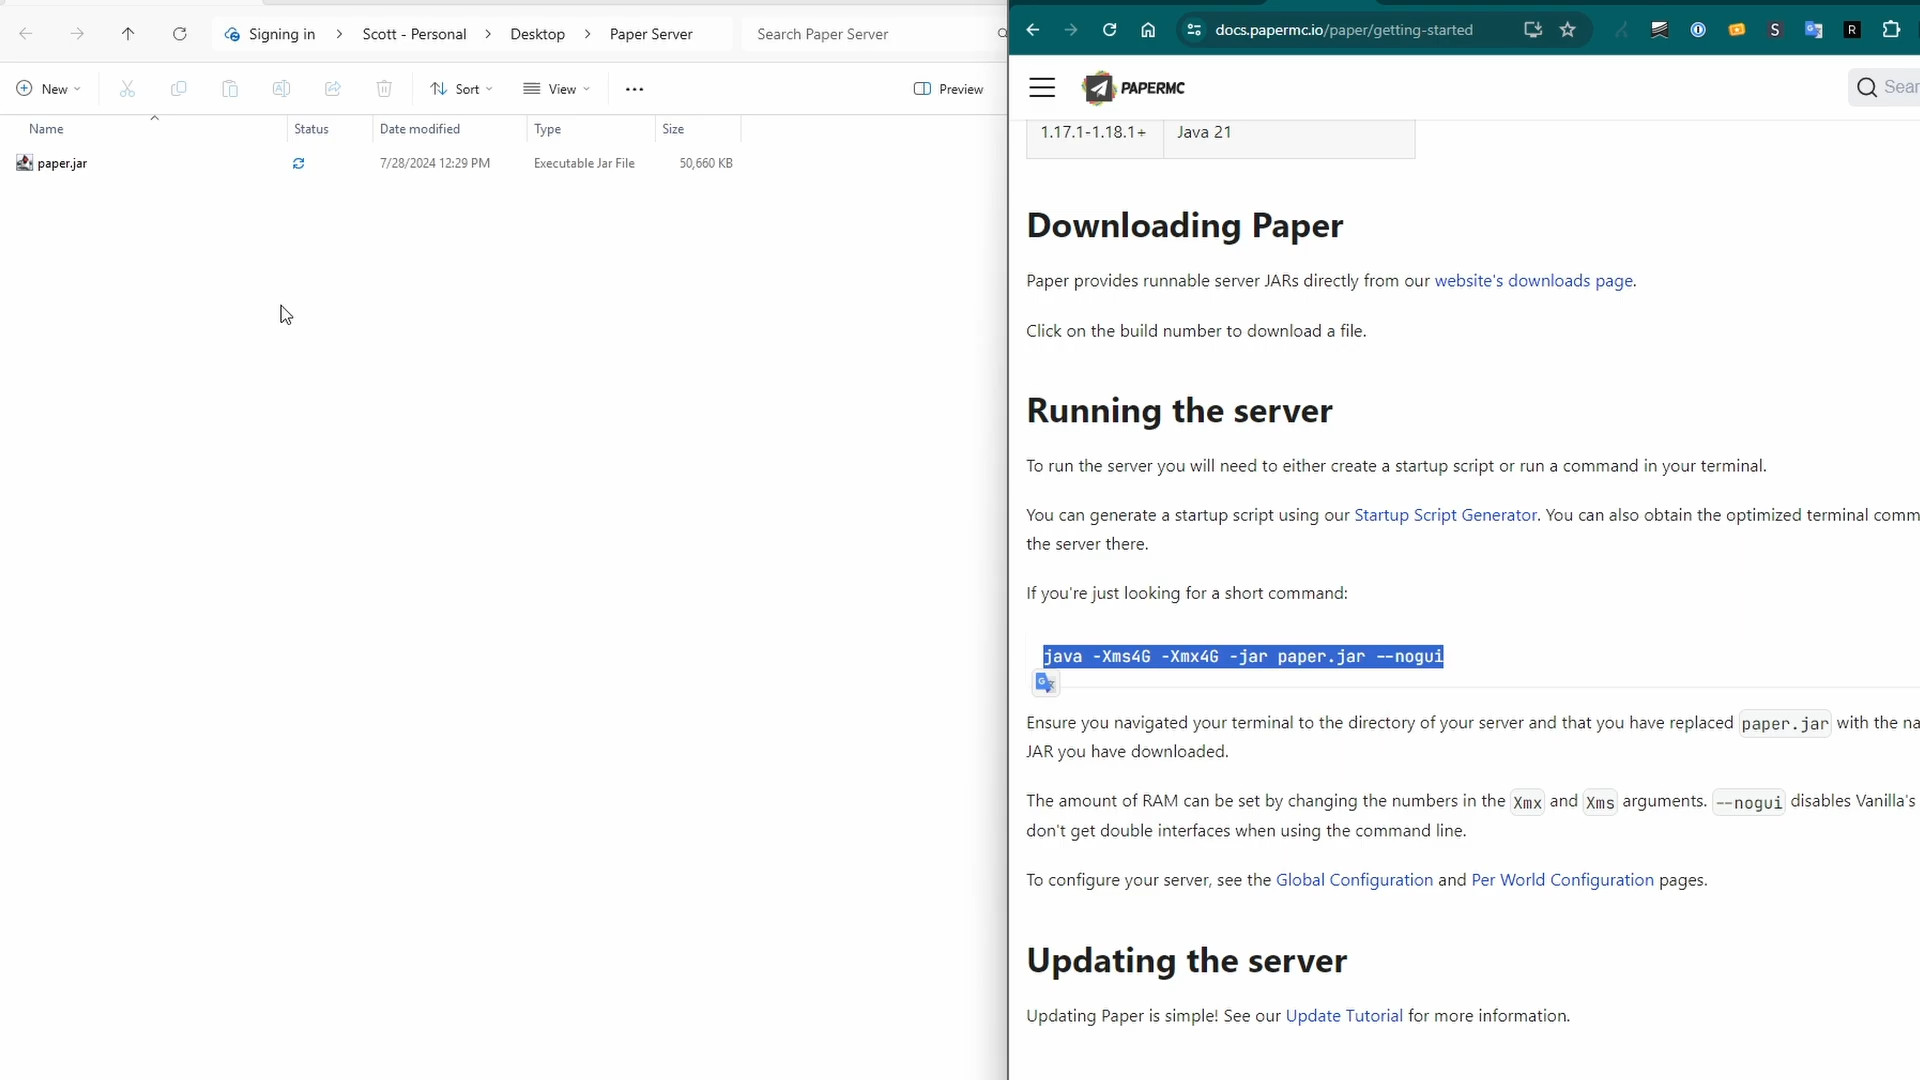 Signing in > Scott - Personal > Desktop > Paper Server
Search Paper Server
New
Sort
View
Preview
Name
Status
Date modified
Type
Size
paper.jar
7/28/2024 12:29 PM
Executable Jar File
50,660 KB
docs.papermc.io/paper/getting-started
PAPERMC
Sear
1.17.1-1.18.1+
Java 21
Downloading Paper
Paper provides runnable server JARs directly from our website's downloads page.
Click on the build number to download a file.
Running the server
To run the server you will need to either create a startup script or run a command in your terminal.
You can generate a startup script using our Startup Script Generator. You can also obtain the optimized terminal comm
the server there.
If you're just looking for a short command:
java -Xms4G -Xmx4G -jar paper.jar --nogui
Ensure you navigated your terminal to the directory of your server and that you have replaced paper.jar with the na
JAR you have downloaded.
The amount of RAM can be set by changing the numbers in the Xmx and Xms arguments. --nogui disables Vanilla's
don't get double interfaces when using the command line.
To configure your server, see the Global Configuration and Per World Configuration pages.
Updating the server
Updating Paper is simple! See our Update Tutorial for more information.